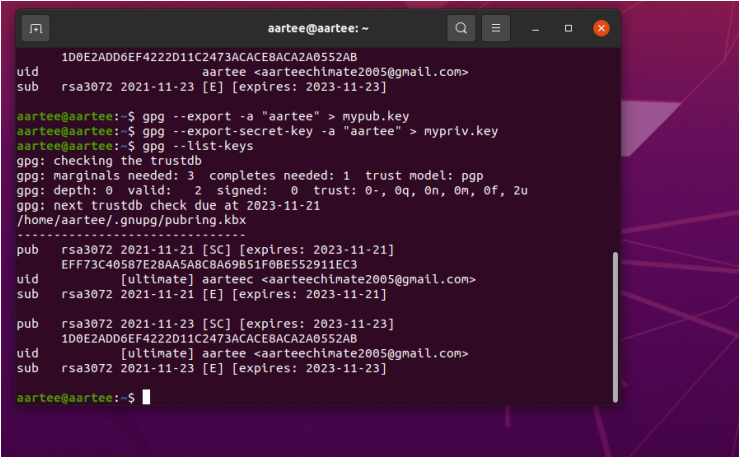 aartee@aartee: ~
1D0E2ADD6EF4222D11C2473ACACE8ACA2A0552AB
uid                      aartee <aarteechimate2005@gmail.com>
sub   rsa3072 2021-11-23 [E] [expires: 2023-11-23]
aartee@aartee:~$ gpg --export -a "aartee" > mypub.key
aartee@aartee:~$ gpg --export-secret-key -a "aartee" > mypriv.key
aartee@aartee:~$ gpg --list-keys
gpg: checking the trustdb
gpg: marginals needed: 3  completes needed: 1  trust model: pgp
gpg: depth: 0  valid:   2  signed:   0  trust: 0-, 0q, 0n, 0m, 0f, 2u
gpg: next trustdb check due at 2023-11-21
/home/aartee/.gnupg/pubring.kbx
-------------------------------
pub   rsa3072 2021-11-21 [SC] [expires: 2023-11-21]
EFF73C40587E28AA5A8C8A69B51F0BE552911EC3
uid           [ultimate] aarteec <aarteechimate2005@gmail.com>
sub   rsa3072 2021-11-21 [E] [expires: 2023-11-21]
pub   rsa3072 2021-11-23 [SC] [expires: 2023-11-23]
1D0E2ADD6EF4222D11C2473ACACE8ACA2A0552AB
uid           [ultimate] aartee <aarteechimate2005@gmail.com>
sub   rsa3072 2021-11-23 [E] [expires: 2023-11-23]
aartee@aartee:~$